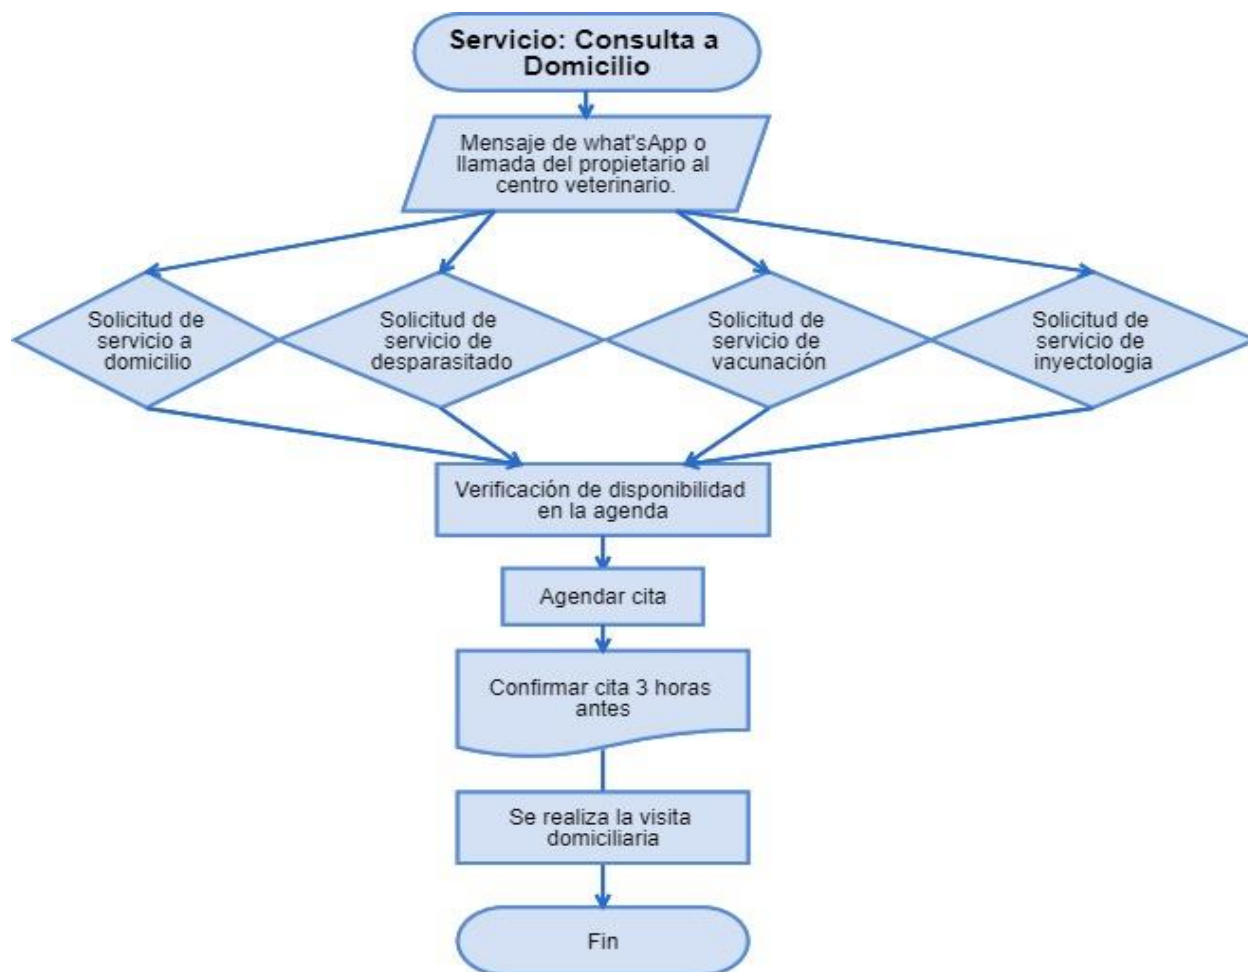 Servicio: Consulta a
Domicilio
Mensaje de what'sApp o
llamada del propietario al
centro veterinario.
Solicitud de
servicio a
domicilio
Solicitud de
servicio de
desparasitado
Solicitud de
servicio de
vacunación
Solicitud de
servicio de
inyectologia
Verificación de disponibilidad
en la agenda
Agendar cita
Confirmar cita 3 horas
antes
Se realiza la visita
domiciliaria
Fin